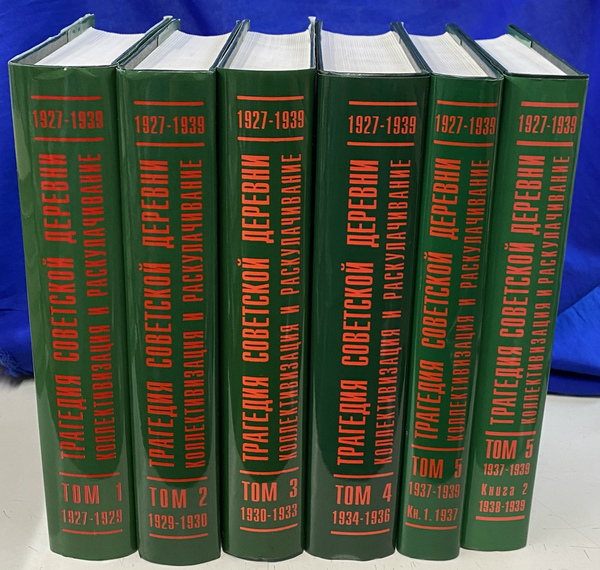 1927-1939
ТРАГЕДИЯ СОВЕТСКОЙ ДЕРЕВНИ
КОЛЛЕКТИВИЗАЦИЯ И РАСКУЛАЧИВАНИЕ
ТОМ 1
1927-1929
1927-1939
ТРАГЕДИЯ СОВЕТСКОЙ ДЕРЕВНИ
КОЛЛЕКТИВИЗАЦИЯ И РАСКУЛАЧИВАНИЕ
ТОМ 2
1929-1930
1927-1939
ТРАГЕДИЯ СОВЕТСКОЙ ДЕРЕВНИ
КОЛЛЕКТИВИЗАЦИЯ И РАСКУЛАЧИВАНИЕ
ТОМ 3
1930-1933
1927-1939
ТРАГЕДИЯ СОВЕТСКОЙ ДЕРЕВНИ
КОЛЛЕКТИВИЗАЦИЯ И РАСКУЛАЧИВАНИЕ
ТОМ 4
1934-1936
1927-1939
ТРАГЕДИЯ СОВЕТСКОЙ ДЕРЕВНИ
КОЛЛЕКТИВИЗАЦИЯ И РАСКУЛАЧИВАНИЕ
ТОМ 5
1937-1939
Кн. 1. 1937
1927-1939
ТРАГЕДИЯ СОВЕТСКОЙ ДЕРЕВНИ
КОЛЛЕКТИВИЗАЦИЯ И РАСКУЛАЧИВАНИЕ
ТОМ 5
1937-1939
Книга 2
1938-1939